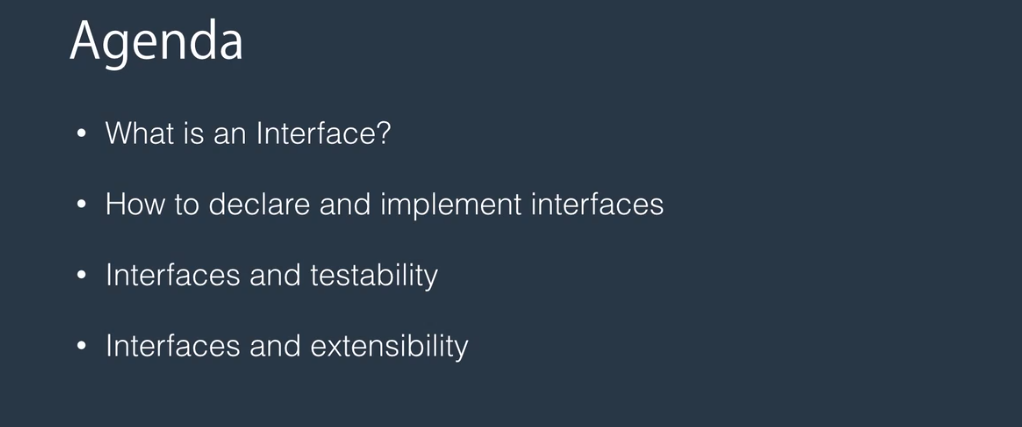 Agenda
• What is an Interface?
• How to declare and implement interfaces
• Interfaces and testability
• Interfaces and extensibility